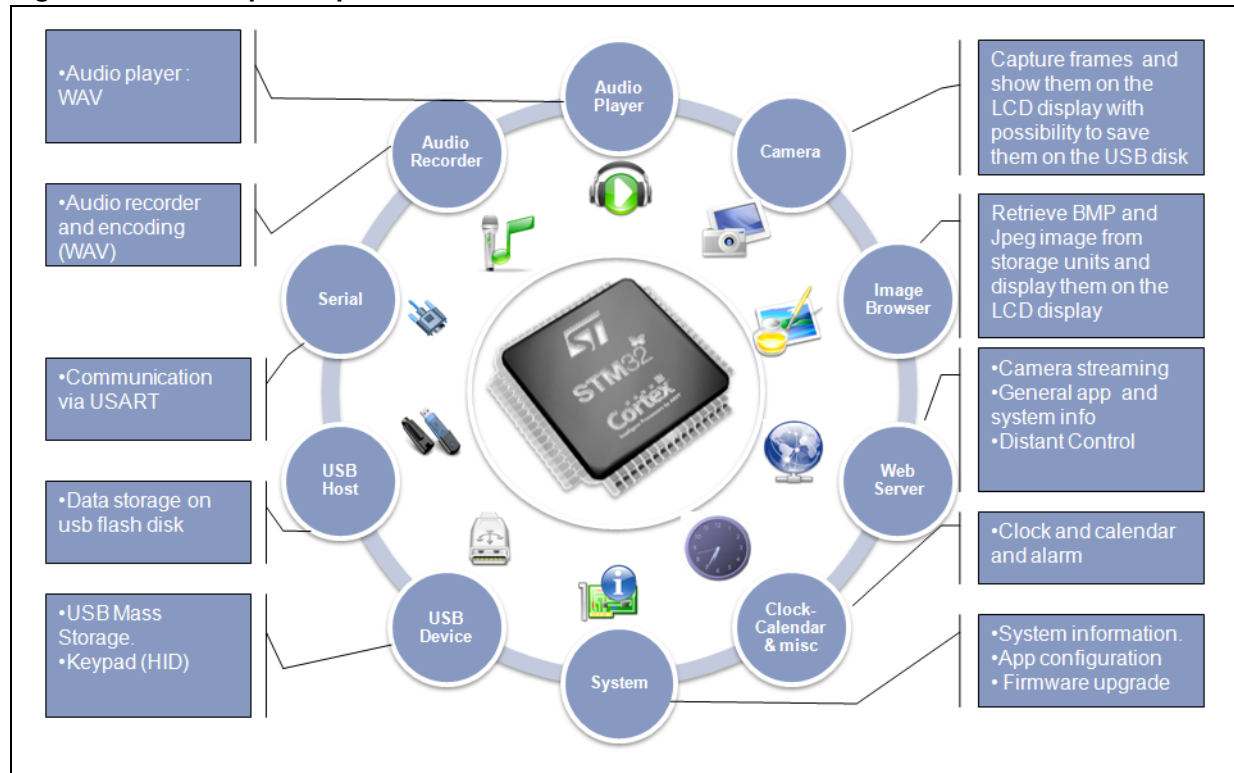 •Audio player :
WAV
•Audio recorder
and encoding
(WAV)
•Communication
via USART
•Data storage on
usb flash disk
•USB Mass
Storage.
•Keypad (HID)
Audio
Player
Audio
Recorder
Camera
Serial
Image
Browser
USB
Host
Web
Server
USB
Device
Clock-
Calendar
& misc
System
ST
STM32
Cortex
Intelligent Processors by ARM
Capture frames and
show them on the
LCD display with
possibility to save
them on the USB disk
Retrieve BMP and
Jpeg image from
storage units and
display them on the
LCD display
•Camera streaming
•General app and
system info
•Distant Control
•Clock and calendar
and alarm
•System information.
•App configuration
• Firmware upgrade